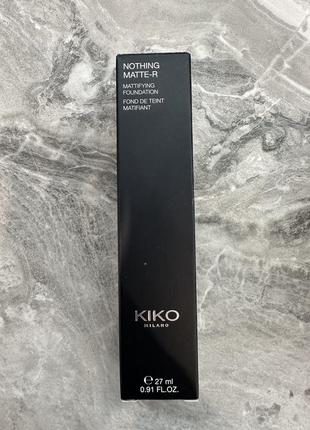 NOTHING
MATTE-R
MATTIFYING
FOUNDATION
FOND DE TEINT
MATIFIANT
KIKO
MILANO
℮ 27 ml
0.91 FL.OZ.